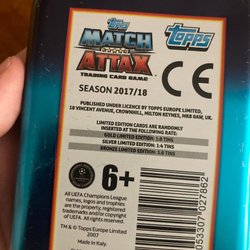 Topps
MATCH
ATTAX
TRADING CARD GAME
Topps
SEASON 2017/18
CE
PUBLISHED UNDER LICENCE BY TOPPS EUROPE LIMITED,
18 VINCENT AVENUE, CROWNHILL, MILTON KEYNES, MK8 0AW, UK.
LIMITED EDITION CARDS ARE RANDOMLY
INSERTED AT THE FOLLOWING RATE:
GOLD LIMITED EDITION: 1:8 TINS
SILVER LIMITED EDITION: 1:4 TINS
BRONZE LIMITED EDITION: 1:8 TINS
6+
All UEFA Champions League
names, logos and trophies
are the property, registered
trademarks and/or copyright
of UEFA. All rights reserved.
TM & © Topps Europe Limited
2007
Made in Italy.
53307 027862